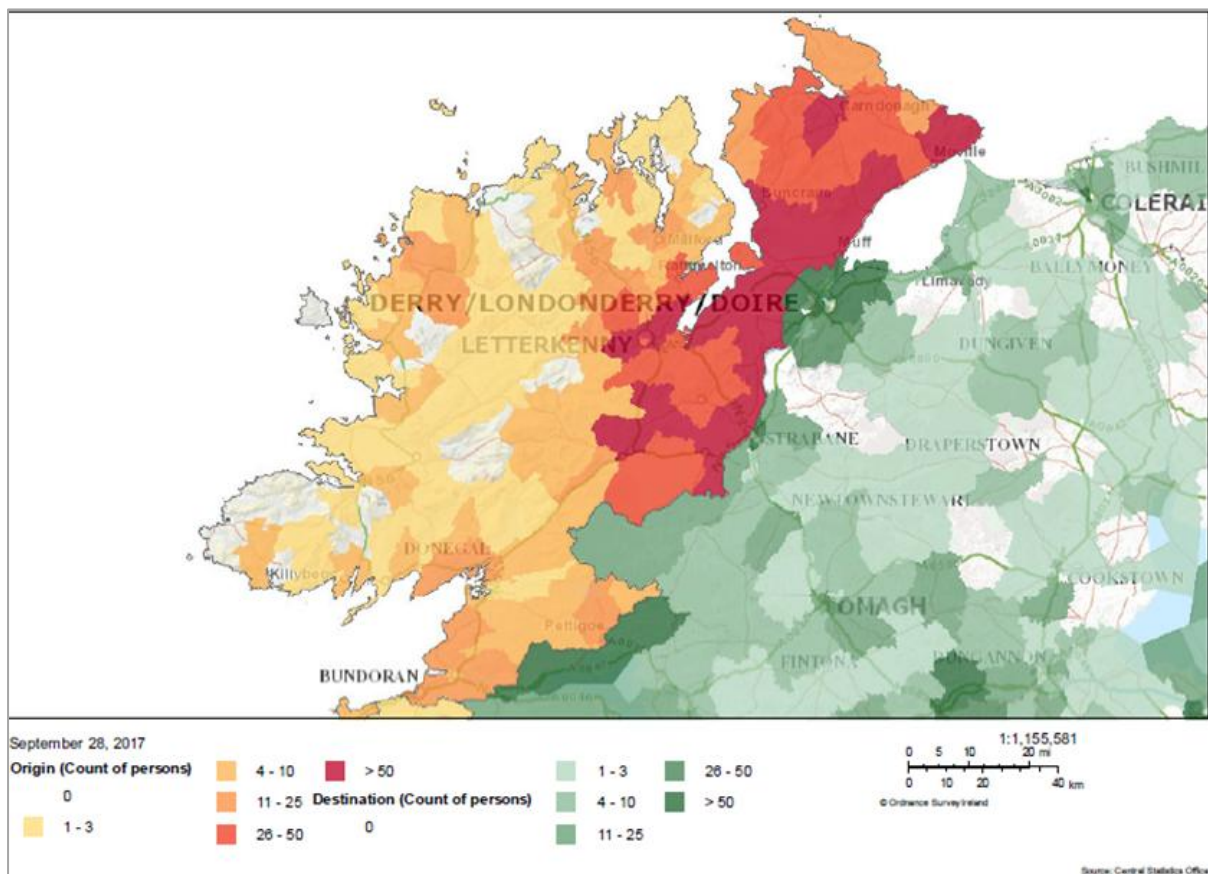 Carndonagh
Moville
BUSHMIL
COLERAI
Buncrana
Muff
Milford
BALLYMONEY
Limavady
DERRY/LONDONDERRY/DOIRE
LETTERKENNY
DUNGIVEN
STRABANE
DRAPERSTOWN
NEWTOWNSTEWART
DONEGAL
Killybegs
COOKSTOWN
OMAGH
Pettigoe
FINTONA
DUNGANNON
BUNDORAN
September 28, 2017
Origin (Count of persons)
0
1 - 3
4 - 10
11 - 25
26 - 50
> 50
Destination (Count of persons)
0
1 - 3
4 - 10
11 - 25
26 - 50
> 50
1:1,155,581
0 5 10 20 mi
0 10 20 40 km
© Ordnance Survey Ireland
Source: Central Statistics Office